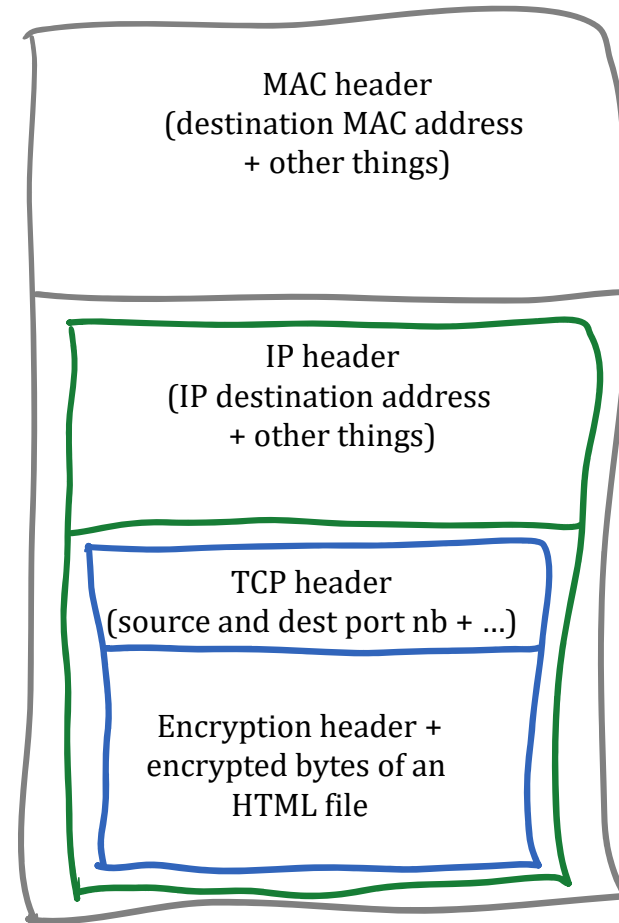 MAC header
(destination MAC address
+ other things)
IP header
(IP destination address
+ other things)
TCP header
(source and dest port nb + …)
Encryption header +
encrypted bytes of an
HTML file